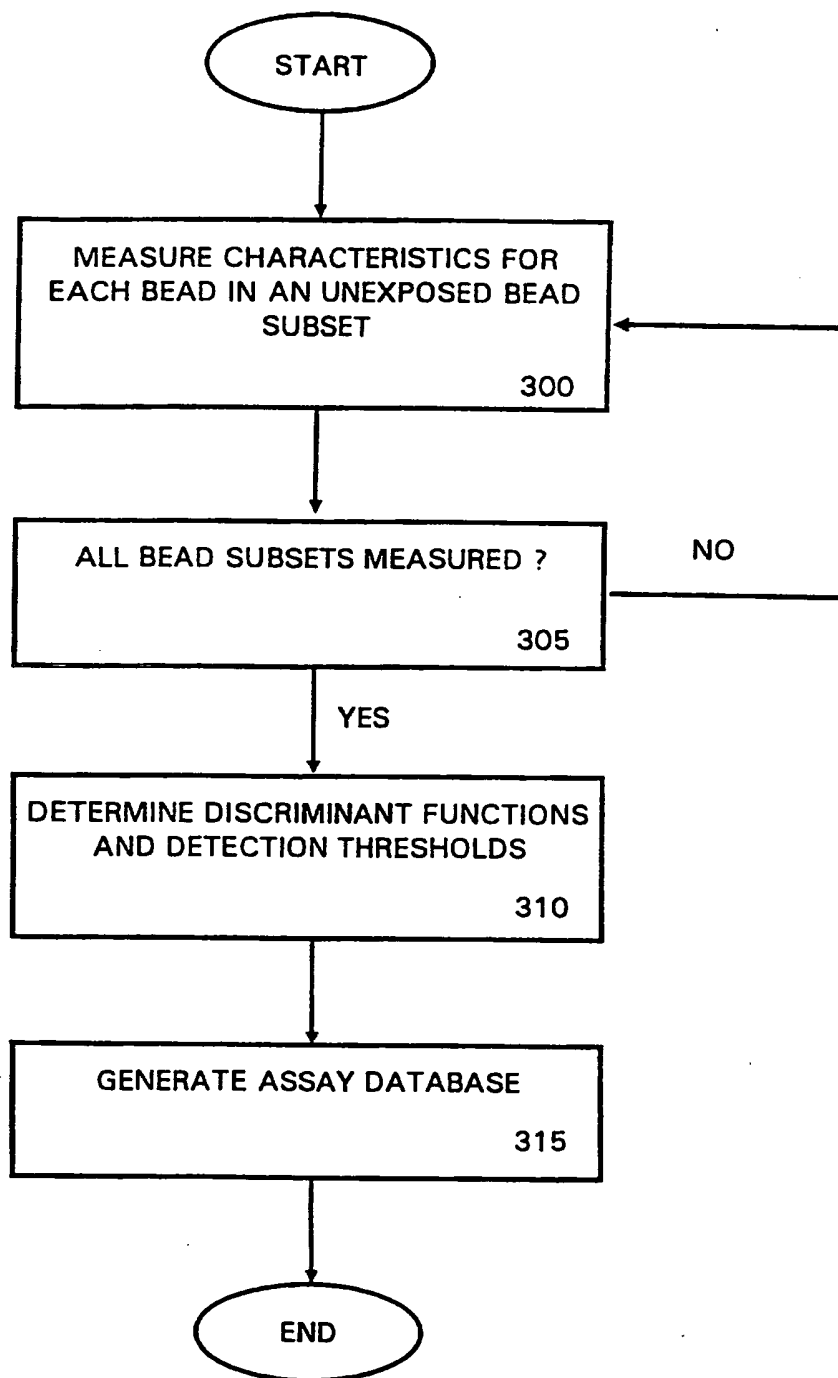 START
MEASURE CHARACTERISTICS FOR
EACH BEAD IN AN UNEXPOSED BEAD
SUBSET
300
ALL BEAD SUBSETS MEASURED ?
305
NO
YES
DETERMINE DISCRIMINANT FUNCTIONS
AND DETECTION THRESHOLDS
310
GENERATE ASSAY DATABASE
315
END